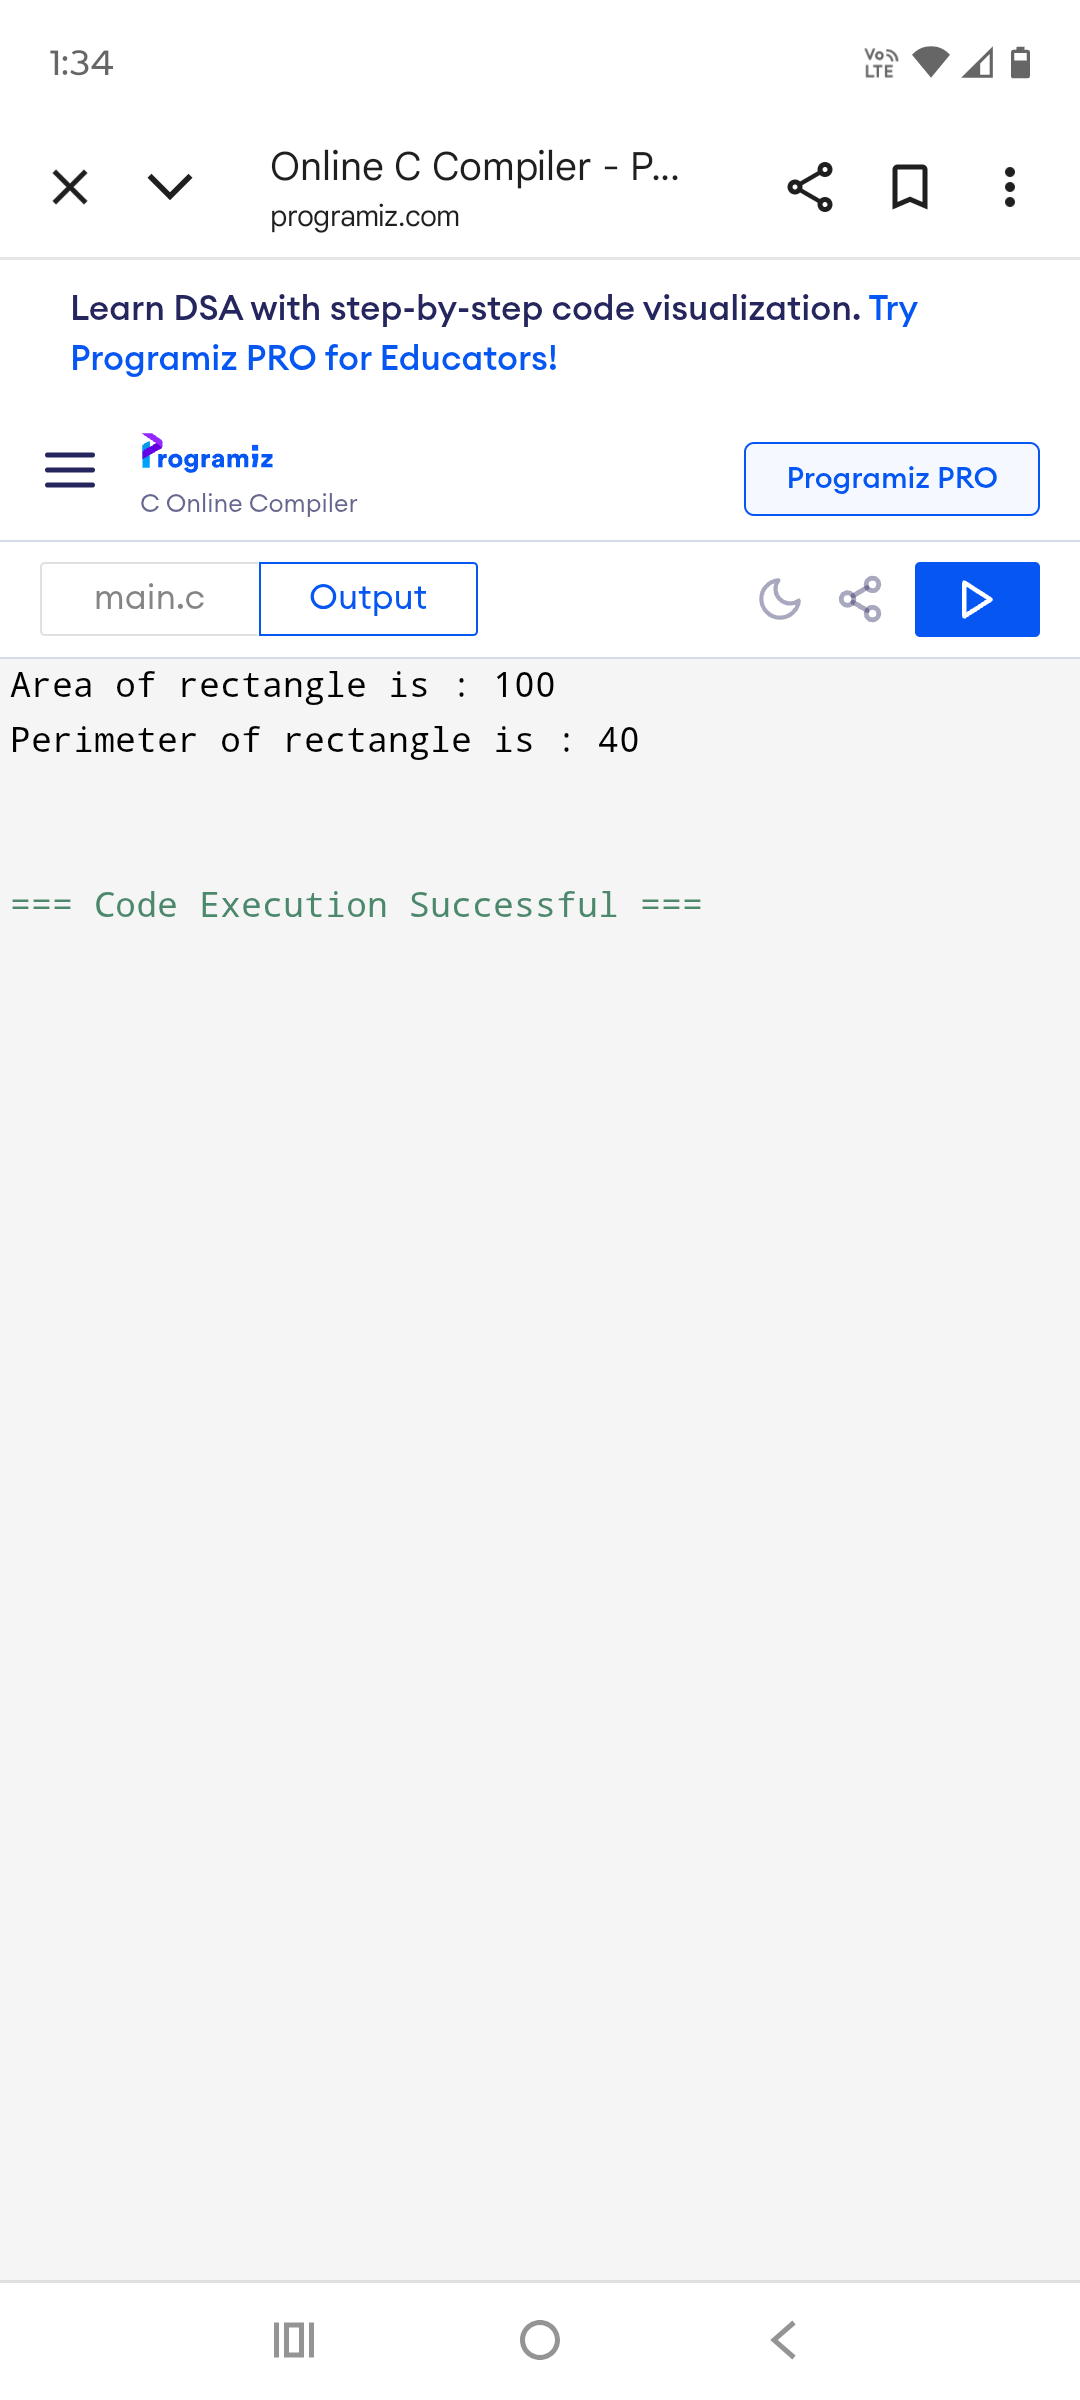 1:34
Vo
LTE
Online C Compiler - P...
programiz.com
Learn DSA with step-by-step code visualization. Try
Programiz PRO for Educators!
Programiz
C Online Compiler
Programiz PRO
main.c
Output
Area of rectangle is : 100
Perimeter of rectangle is : 40
=== Code Execution Successful ===